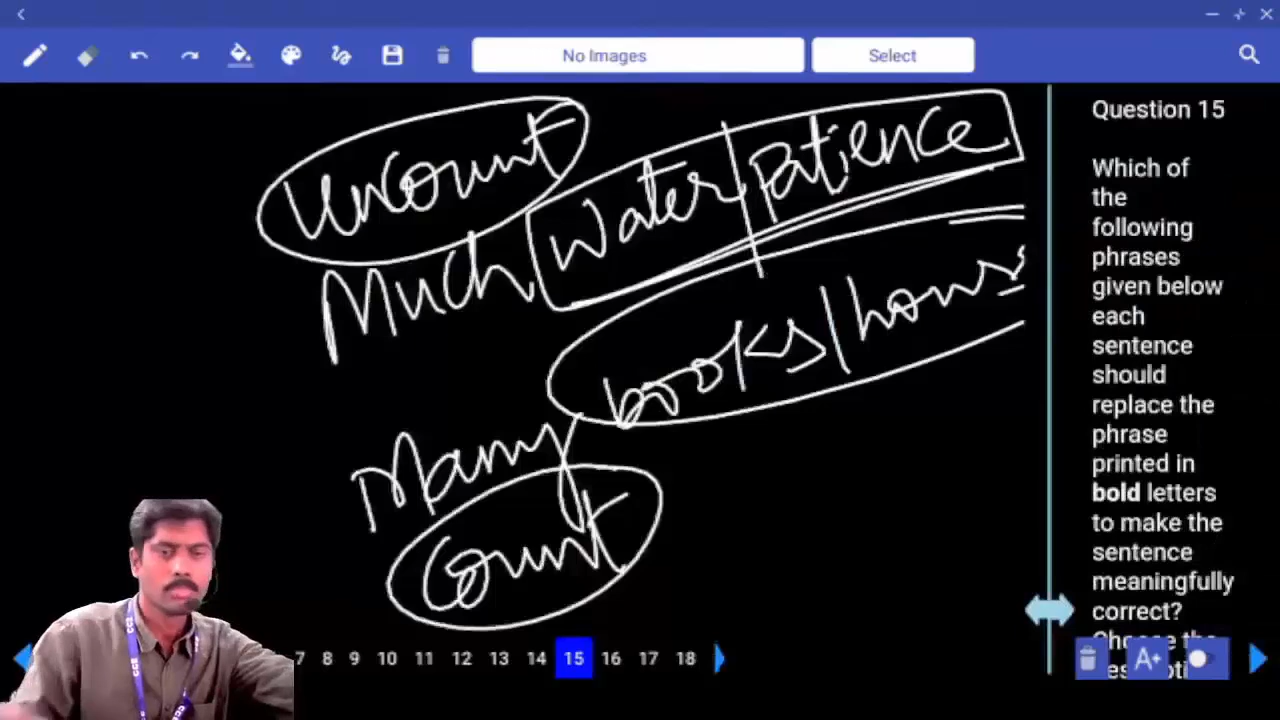 No Images
Select
Uncount
Much Water/Patience
books/hours
Many
Count
Question 15
Which of
the
following
phrases
given below
each
sentence
should
replace the
phrase
printed in
bold letters
to make the
sentence
meaningfully
correct?
Choose the
A+
7 8 9 10 11 12 13 14 15 16 17 18